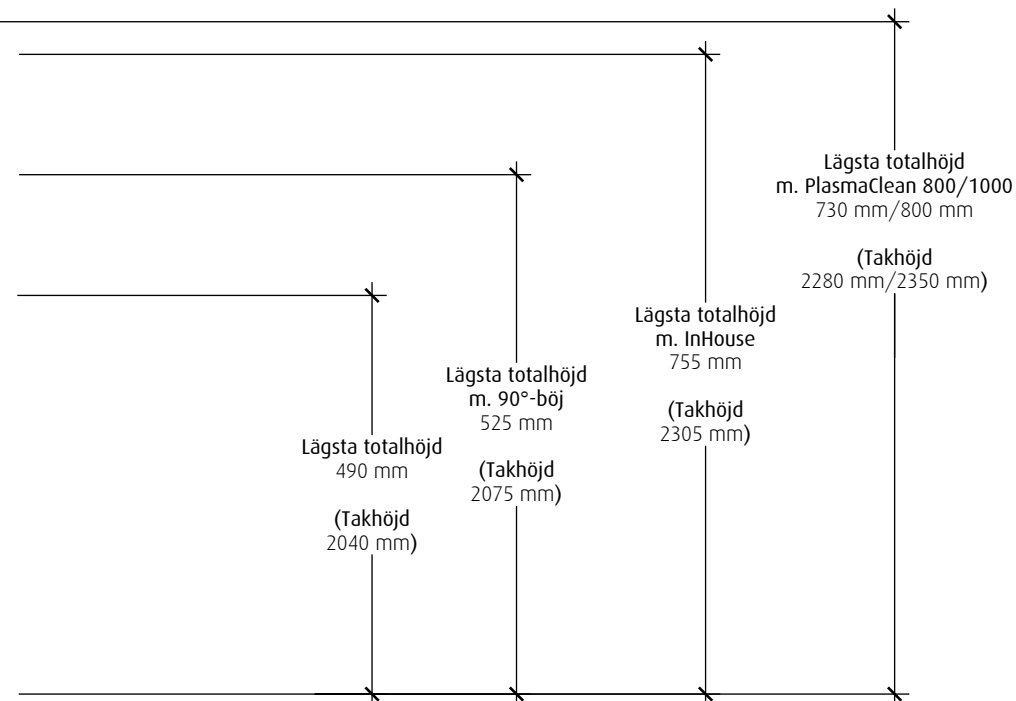 Lägsta totalhöjd
m. PlasmaClean 800/1000
730 mm/800 mm
(Takhöjd
2280 mm/2350 mm)
Lägsta totalhöjd
m. InHouse
755 mm
(Takhöjd
2305 mm)
Lägsta totalhöjd
m. 90°-böj
525 mm
(Takhöjd
2075 mm)
Lägsta totalhöjd
490 mm
(Takhöjd
2040 mm)